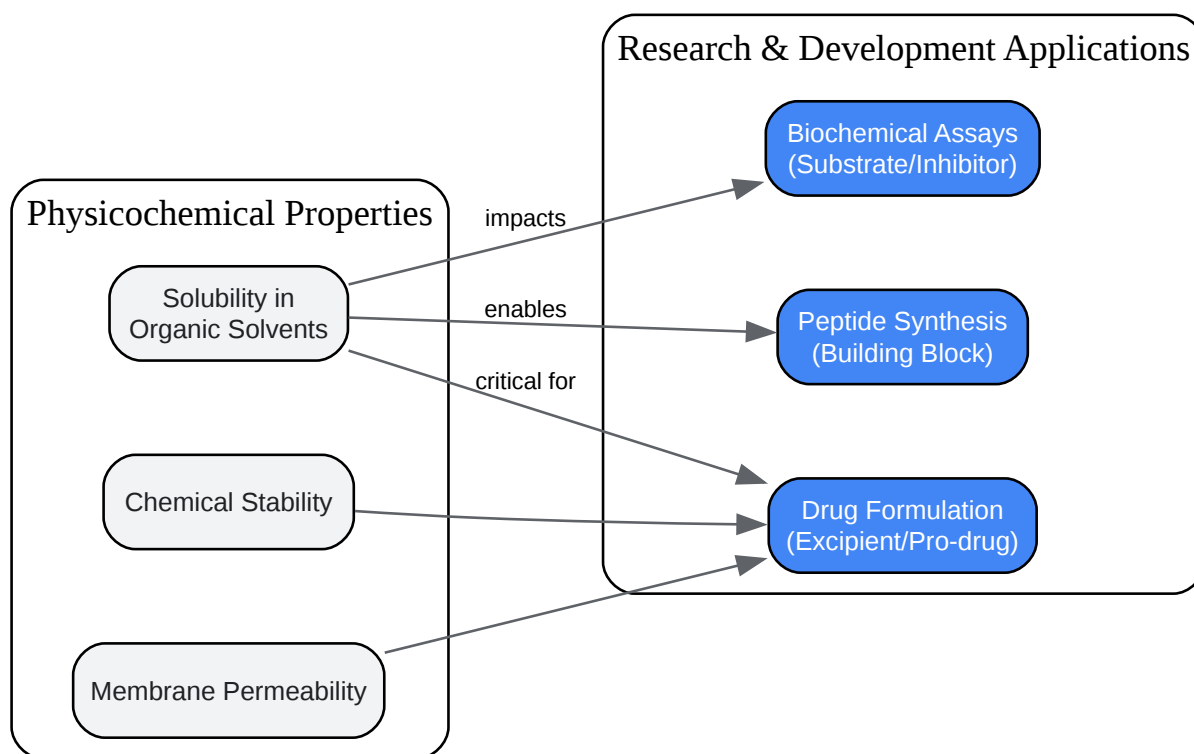 Research & Development Applications
Biochemical Assays
(Substrate/Inhibitor)
Physicochemical Properties
impacts
Solubility in
Organic Solvents
enables
Peptide Synthesis
(Building Block)
critical for
Chemical Stability
Drug Formulation
(Excipient/Pro-drug)
Membrane Permeability